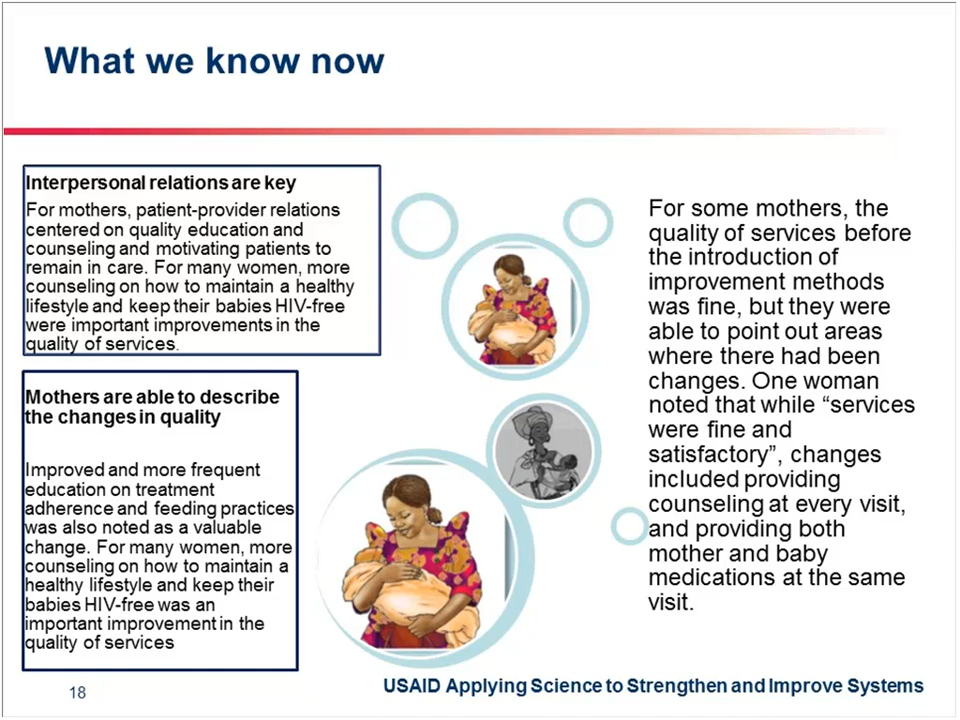 What we know now
Interpersonal relations are key
For mothers, patient-provider relations
centered on quality education and
counseling and motivating patients to
remain in care. For many women, more
counseling on how to maintain a healthy
lifestyle and keep their babies HIV-free
were important improvements in the
quality of services.
Mothers are able to describe
the changes in quality
Improved and more frequent
education on treatment
adherence and feeding practices
was also noted as a valuable
change. For many women, more
counseling on how to maintain a
healthy lifestyle and keep their
babies HIV-free was an
important improvement in the
quality of services
For some mothers, the
quality of services before
the introduction of
improvement methods
was fine, but they were
able to point out areas
where there had been
changes. One woman
noted that while “services
were fine and
satisfactory”, changes
included providing
counseling at every visit,
and providing both
mother and baby
medications at the same
visit.
18
USAID Applying Science to Strengthen and Improve Systems